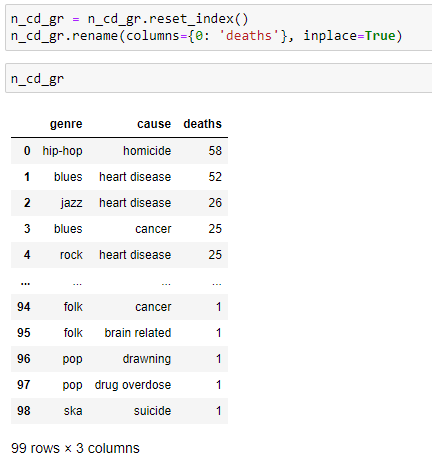 n_cd_gr = n_cd_gr.reset_index()
n_cd_gr.rename(columns={0: 'deaths'}, inplace=True)
n_cd_gr
genre cause deaths
0 hip-hop homicide 58
1 blues heart disease 52
2 jazz heart disease 26
3 blues cancer 25
4 rock heart disease 25
... ... ... ...
94 folk cancer 1
95 folk brain related 1
96 pop drawning 1
97 pop drug overdose 1
98 ska suicide 1
99 rows × 3 columns